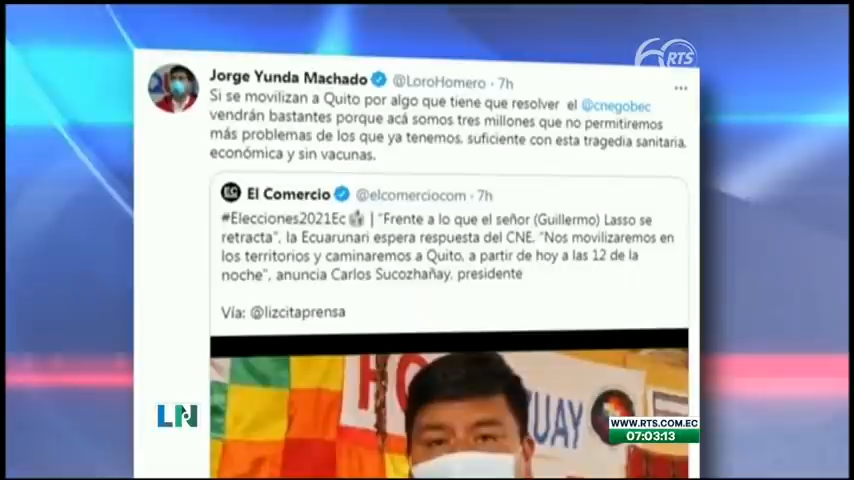 60 RTS
Jorge Yunda Machado @LoroHomero · 7h
Si se movilizan a Quito por algo que tiene que resolver el @cnegobec
vendrán bastantes porque acá somos tres millones que no permitiremos
más problemas de los que ya tenemos, suficiente con esta tragedia sanitaria,
económica y sin vacunas.
EC El Comercio @elcomerciocom · 7h
#Elecciones2021Ec | "Frente a lo que el señor (Guillermo) Lasso se
retracta", la Ecuarunari espera respuesta del CNE. "Nos movilizaremos en
los territorios y caminaremos a Quito, a partir de hoy a las 12 de la
noche", anuncia Carlos Sucozhañay, presidente
Vía: @lizcitaprensa
UAY
LN
WWW.RTS.COM.EC
07:03:13